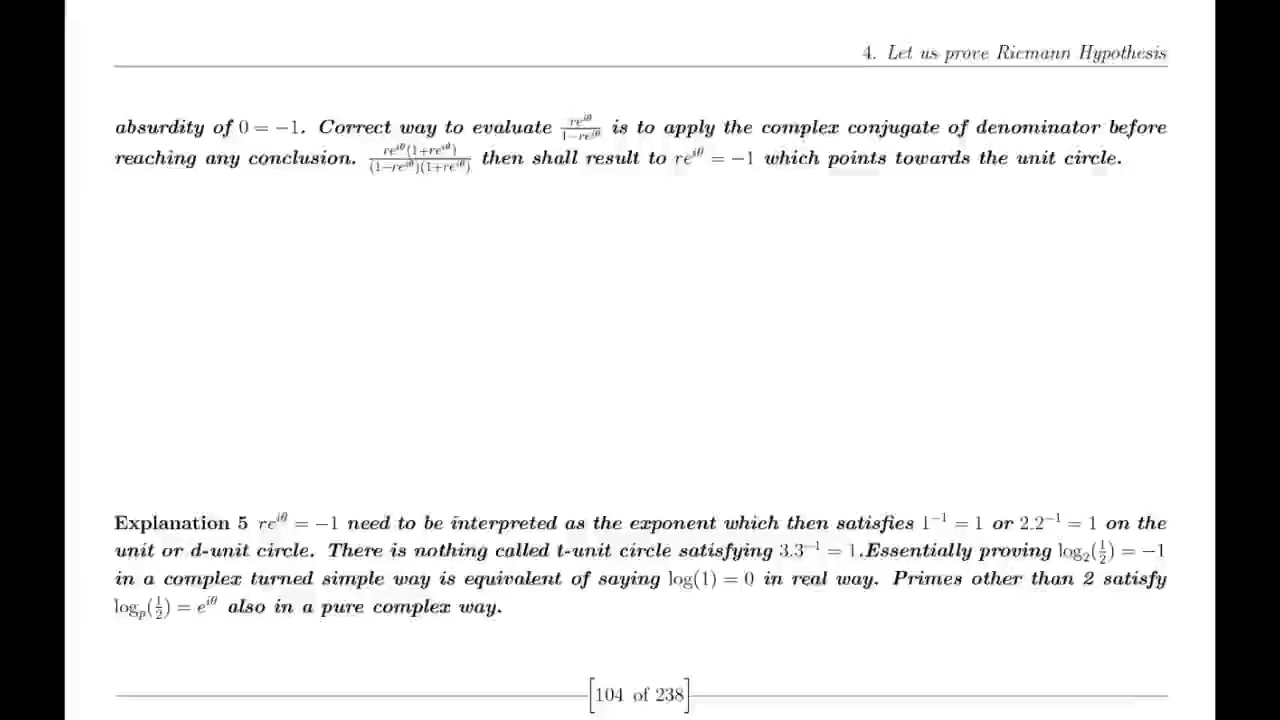 4. Let us prove Riemann Hypothesis
absurdity of 0 = −1. Correct way to evaluate \frac{re^{iθ}}{1−re^{iθ}} is to apply the complex conjugate of denominator before
reaching any conclusion. \frac{re^{iθ}(1+re^{iθ})}{(1−re^{iθ})(1+re^{iθ})} then shall result to re^{iθ} = −1 which points towards the unit circle.
Explanation 5 re^{iθ} = −1 need to be interpreted as the exponent which then satisfies 1^{−1} = 1 or 2.2^{−1} = 1 on the
unit or d-unit circle. There is nothing called t-unit circle satisfying 3.3^{−1} = 1.Essentially proving log_2(\frac{1}{2}) = −1
in a complex turned simple way is equivalent of saying log(1) = 0 in real way. Primes other than 2 satisfy
log_p(\frac{1}{2}) = e^{iθ} also in a pure complex way.
[104 of 238]